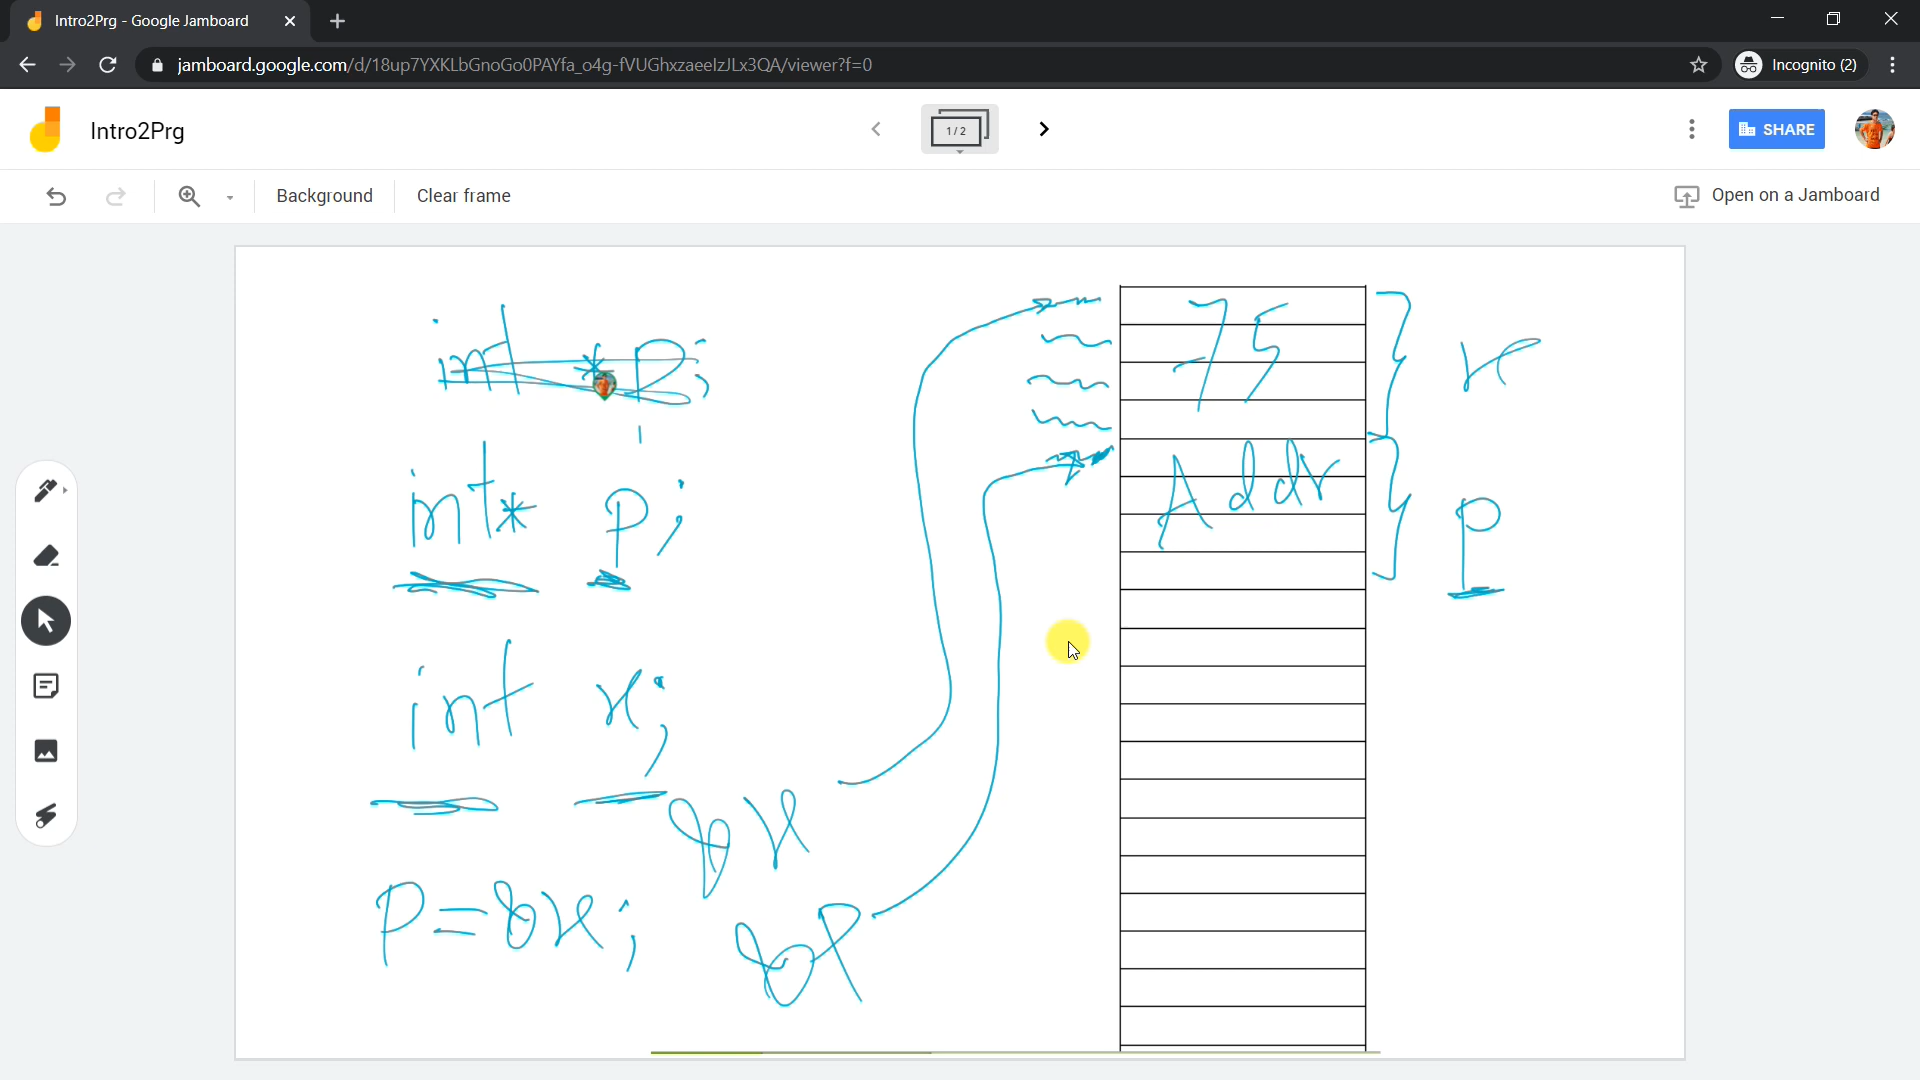 Intro2Prg - Google Jamboard
jamboard.google.com/d/18up7YXKLbGnoGo0PAYfa_o4g-fVUGhxzaeelzJLx3QA/viewer?f=0
Incognito (2)
Intro2Prg
1 / 2
SHARE
Background
Clear frame
Open on a Jamboard
int *p;
int* p;
int x;
&x
P=&x;
&P
75
x
Addr
P